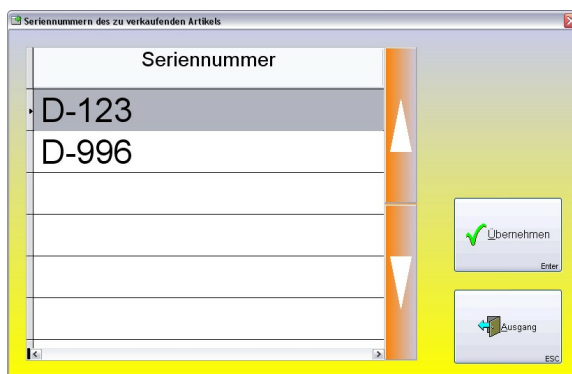 Seriennummern des zu verkaufenden Artikels
Seriennummer
D-123
D-996
Übernehmen
Enter
Ausgang
ESC